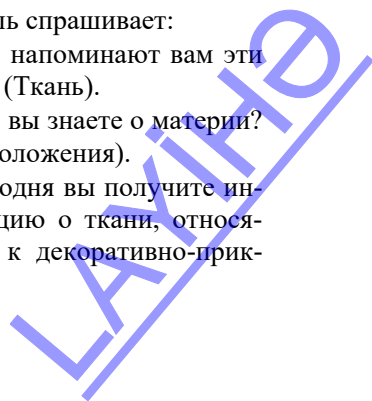 ль спрашивает:
напоминают вам эти
(Ткань).
вы знаете о материи?
оложения).
одня вы получите ин-
цию о ткани, относя-
к декоративно-прик-
LAYİHƏ